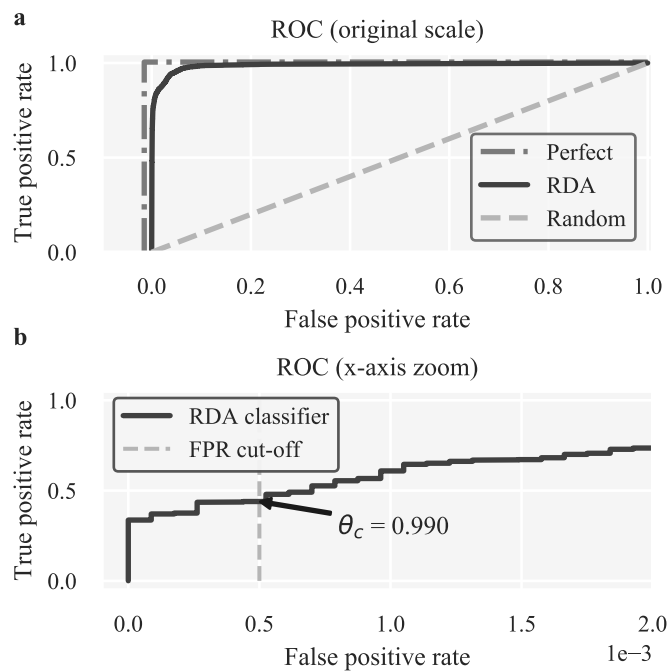 a
ROC (original scale)
1.0
0.5
0.0
True positive rate
Perfect
RDA
Random
0.0 0.2 0.4 0.6 0.8 1.0
False positive rate
b
ROC (x-axis zoom)
1.0
0.5
0.0
True positive rate
RDA classifier
FPR cut-off
θc = 0.990
0.0 0.5 1.0 1.5 2.0
1e−3
False positive rate